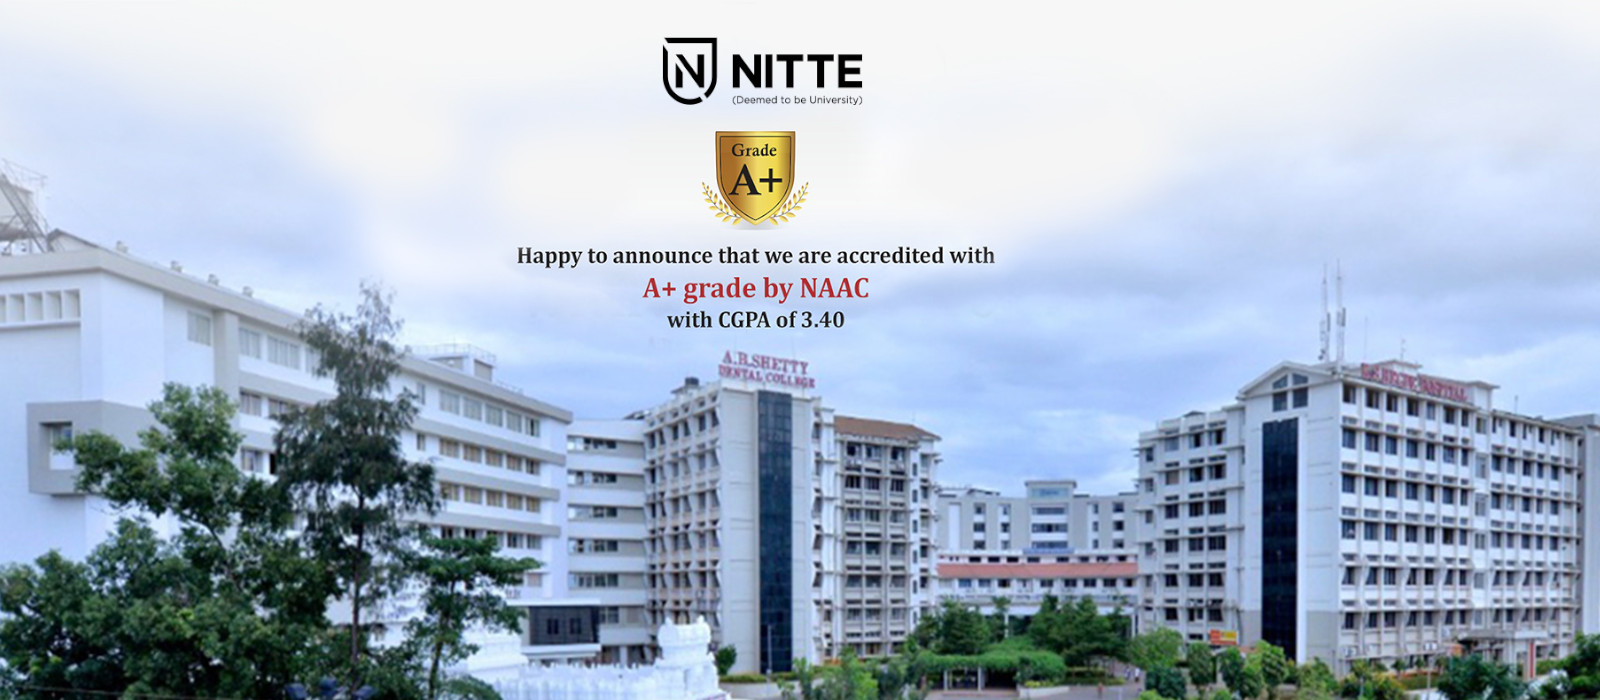 N NITTE
(Deemed to be University)
Grade
A+
Happy to announce that we are accredited with
A+ grade by NAAC
with CGPA of 3.40
A.B.SHETTY
DENTAL COLLEGE
HOSPITAL